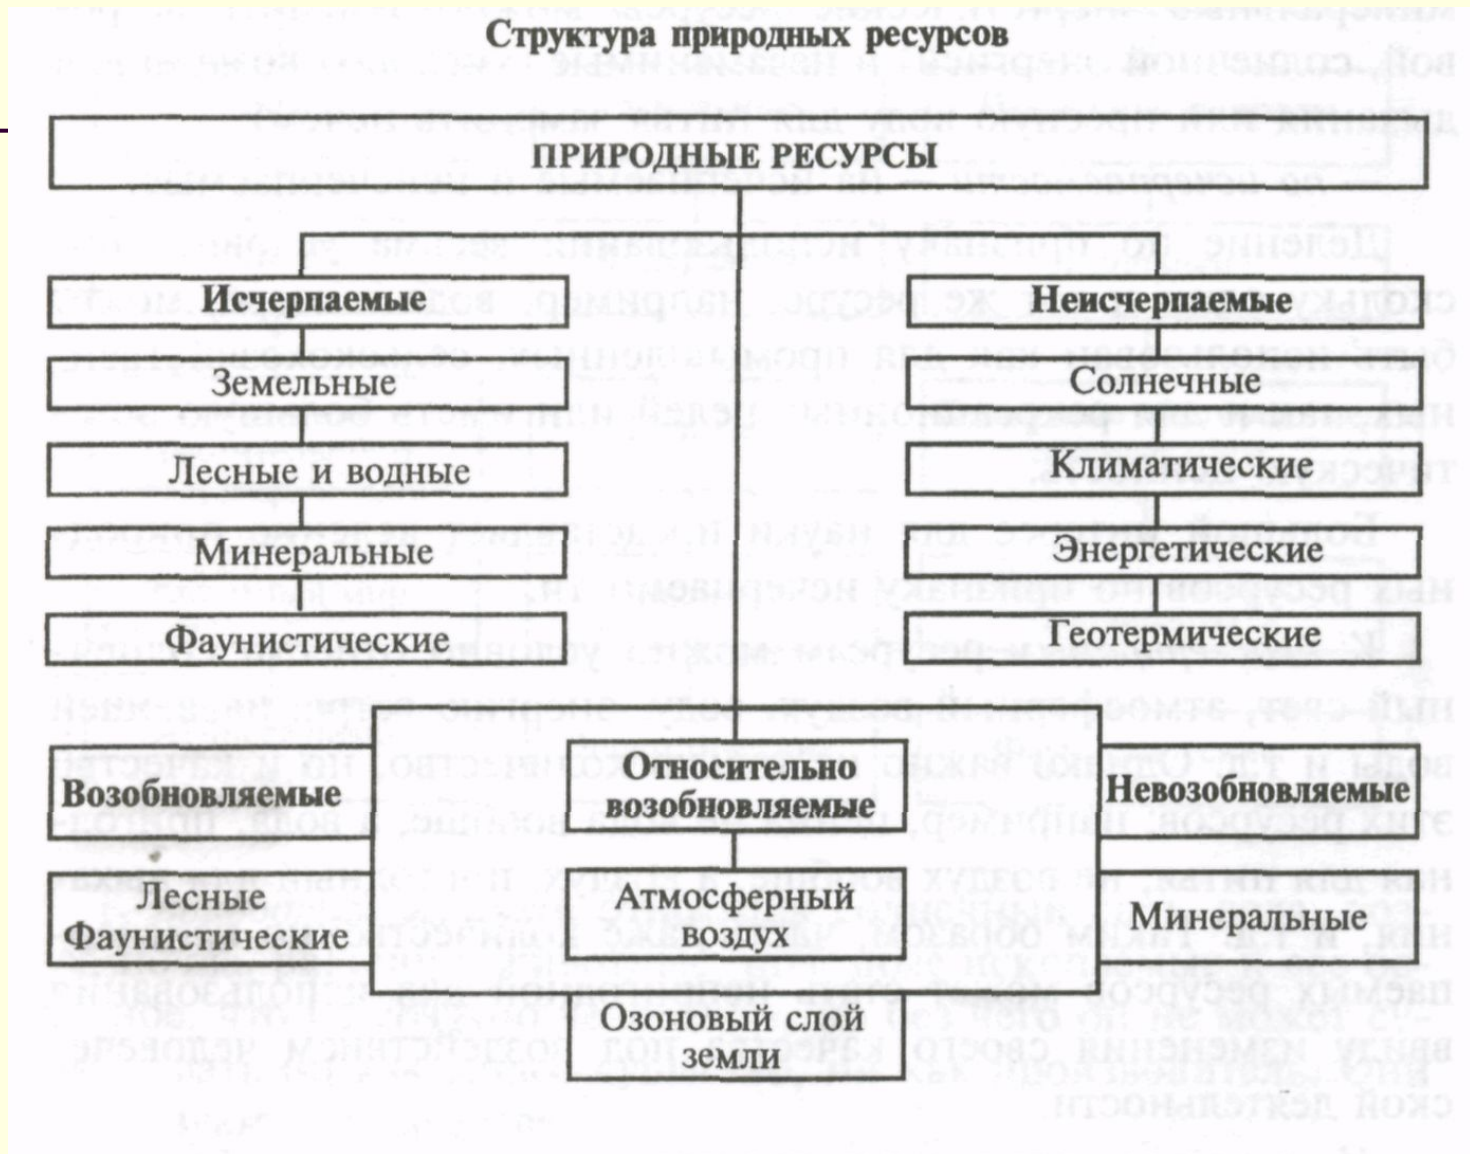 Структура природных ресурсов
ПРИРОДНЫЕ РЕСУРСЫ
Исчерпаемые
Земельные
Лесные и водные
Минеральные
Фаунистические
Неисчерпаемые
Солнечные
Климатические
Энергетические
Геотермические
Возобновляемые
Лесные
Фаунистические
Относительно
возобновляемые
Атмосферный
воздух
Озоновый слой
земли
Невозобновляемые
Минеральные